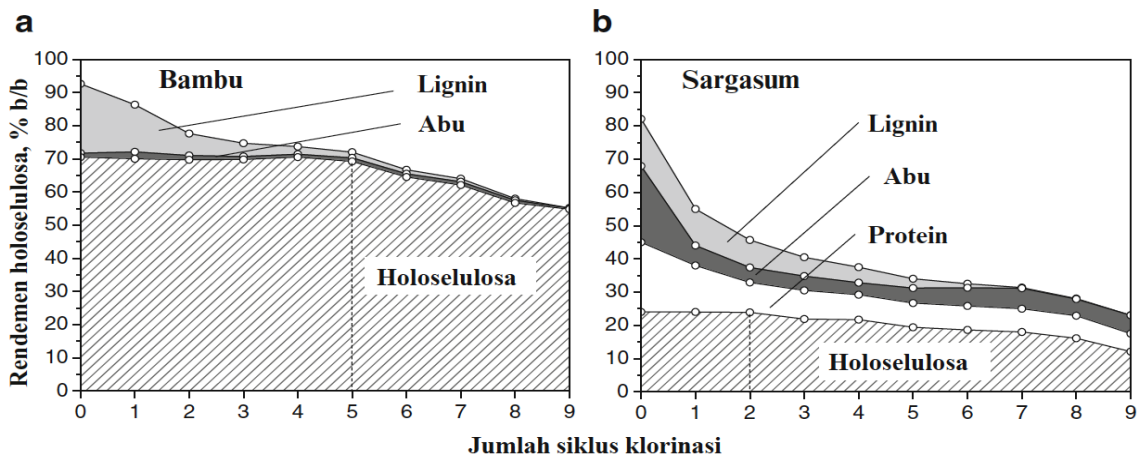 a
Bambu
Lignin
Abu
Holoselulosa
Rendemen holoselulosa, % b/b
100
90
80
70
60
50
40
30
20
10
0
0 1 2 3 4 5 6 7 8 9
b
Sargasum
Lignin
Abu
Protein
Holoselulosa
100
90
80
70
60
50
40
30
20
10
0
0 1 2 3 4 5 6 7 8 9
Jumlah siklus klorinasi